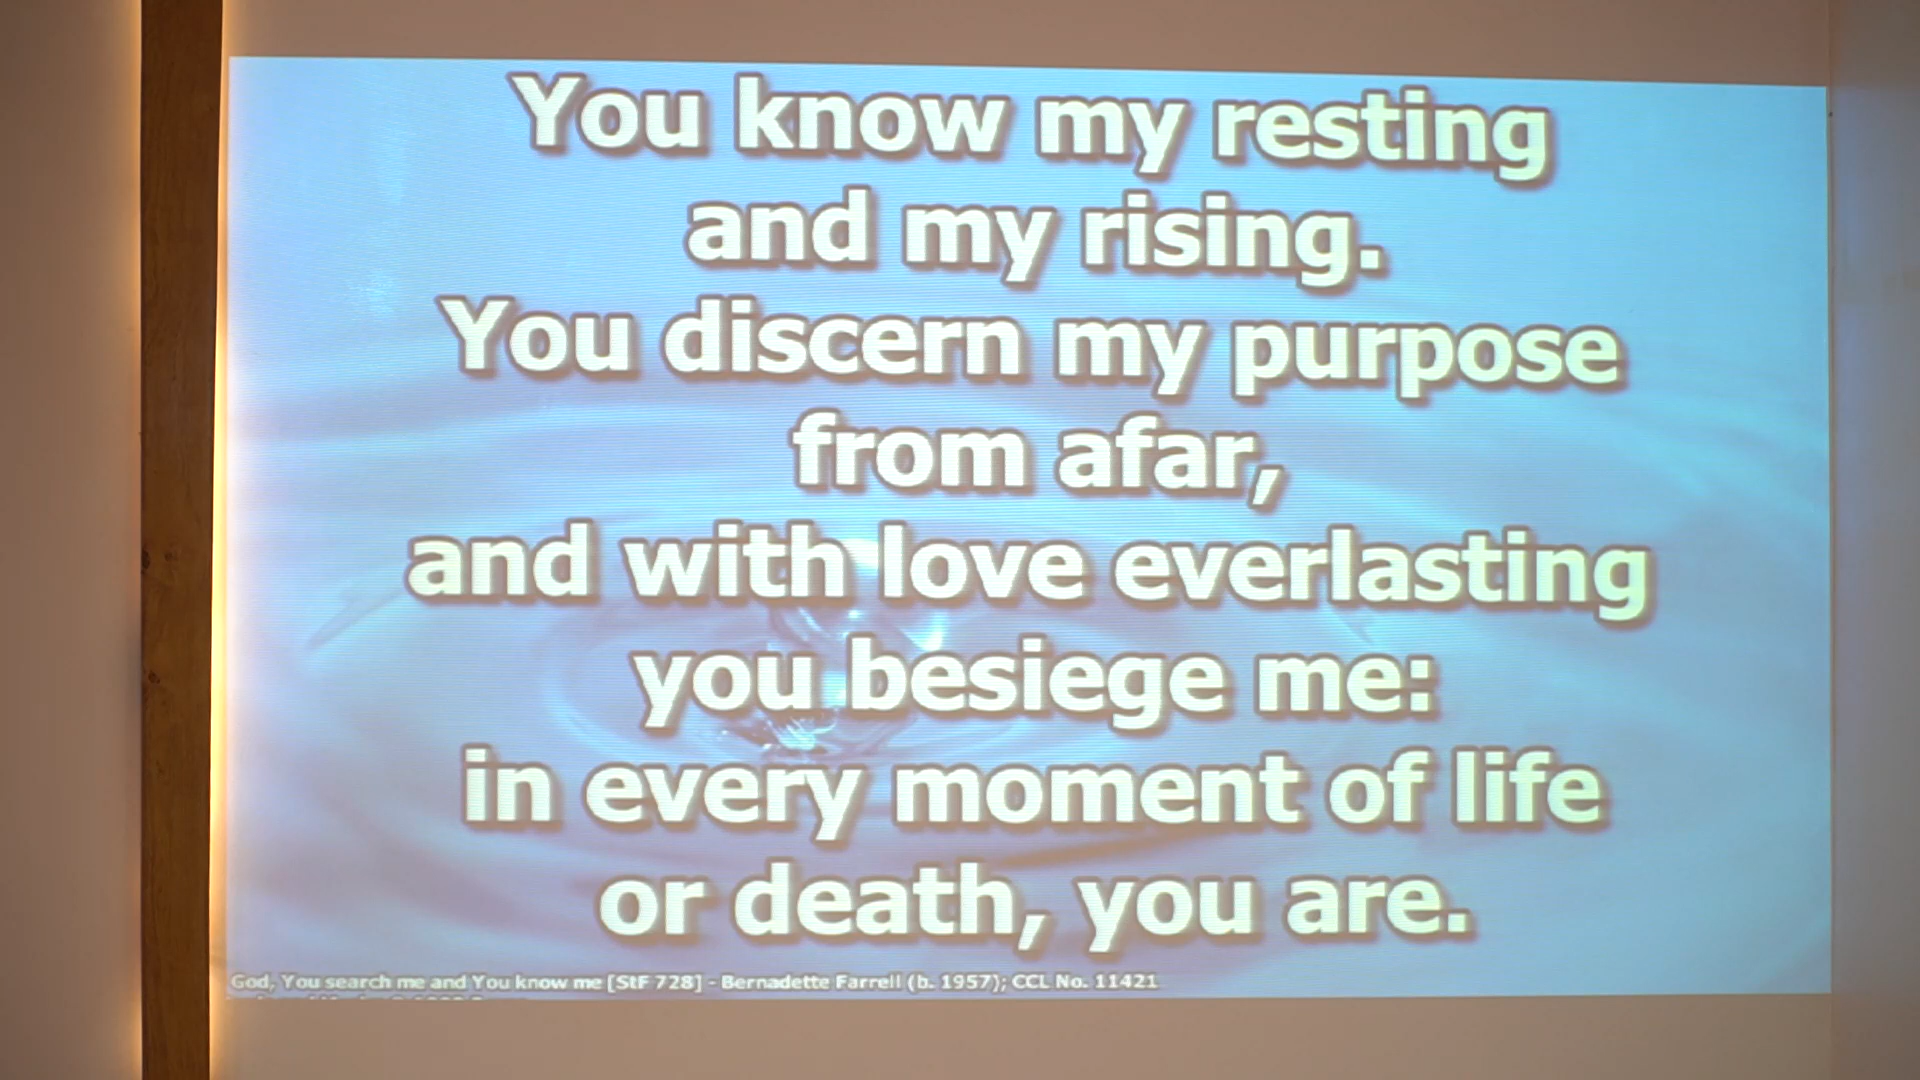 You know my resting
and my rising.
You discern my purpose
from afar,
and with love everlasting
you besiege me:
in every moment of life
or death, you are.
God, You search me and You know me [StF 728] - Bernadette Farrell (b. 1957); CCL No. 11421